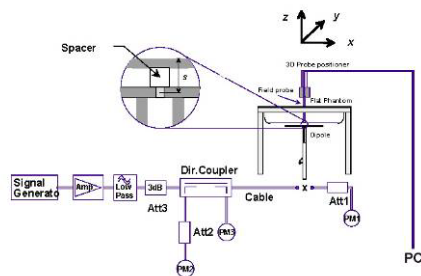 z
y
x
3D Probe positioner
Spacer
s
Field probe
Flat Phantom
Dipole
Signal
Generato
Amp
Low
Pass
3dB
Att3
Dir.Coupler
Cable
x
Att1
PM1
Att2
PM3
PM2
PC